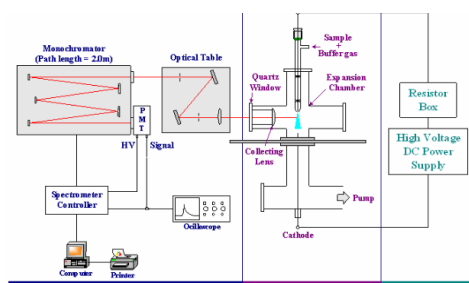 Monochromator
(Path length = 2.0m)
Optical Table
Sample
+
Buffer gas
Quartz
Window
Expansion
Chamber
P
M
T
HV
Signal
Collecting
Lens
Resistor
Box
High Voltage
DC Power
Supply
Spectrometer
Controller
Ocilloscope
Pump
Cathode
Computer
Printer